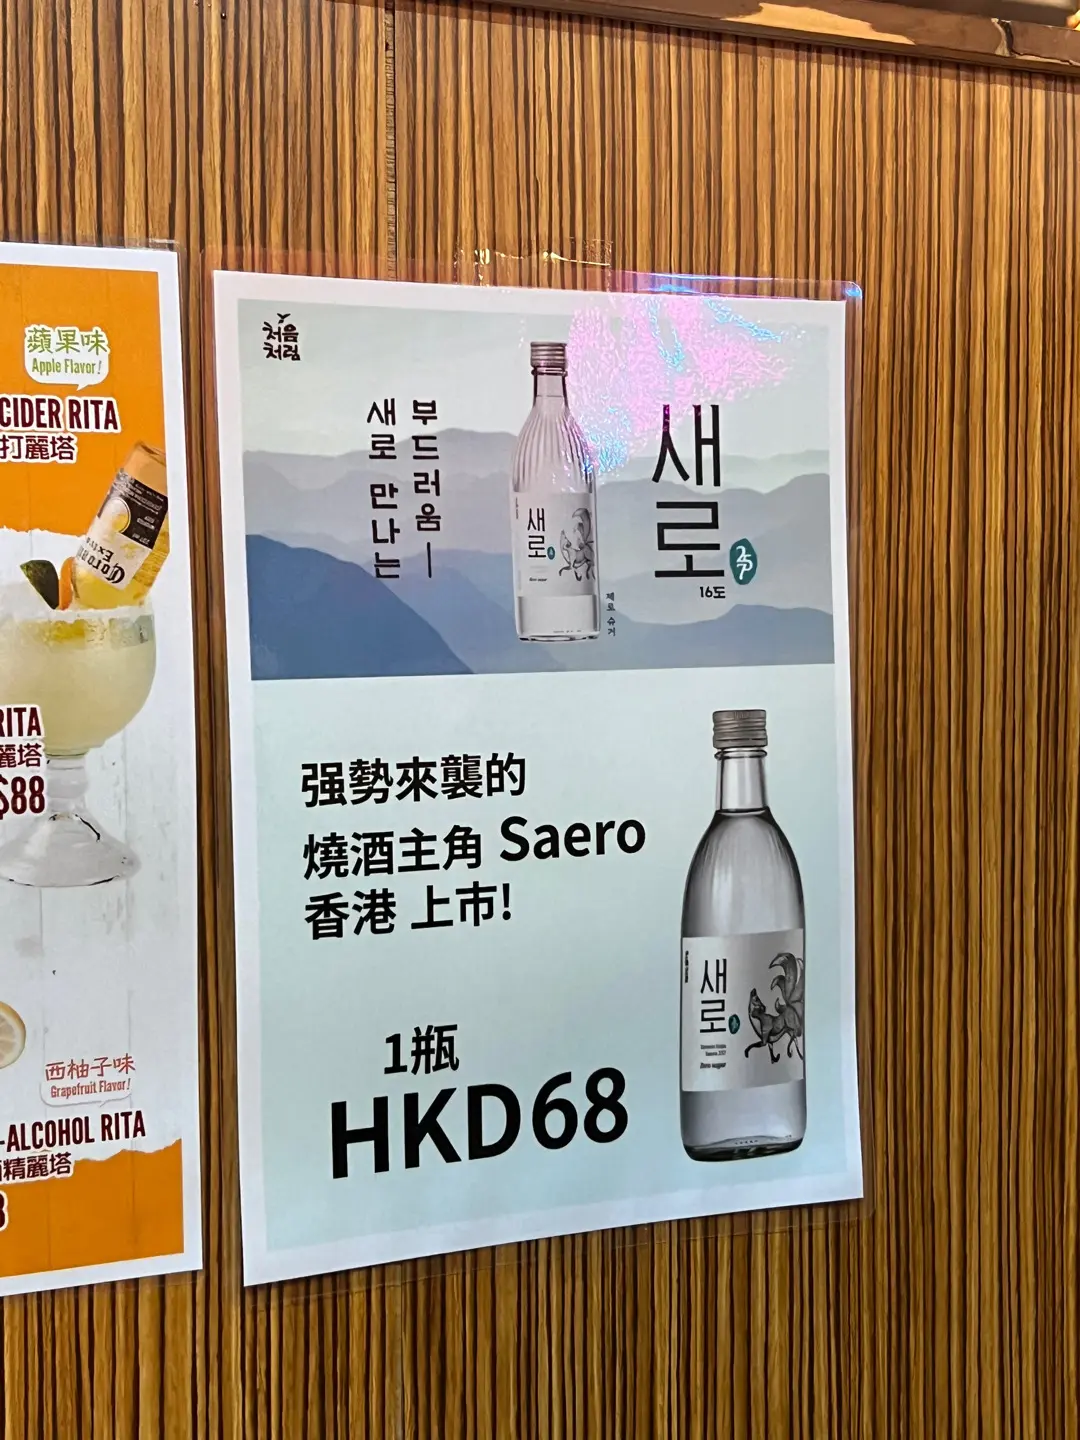 蘋果味
Apple Flavor!
CIDER RITA
打麗塔
RITA
麗塔
$88
西柚子味
Grapefruit Flavor!
-ALCOHOL RITA
精麗塔
처음
처럼
부드러움一
새로 만나는
새로
Zero sugar
제로 슈거
새로
16도
强勢來襲的
燒酒主角 Saero
香港 上市!
1瓶
HKD68
새로
Zero sugar